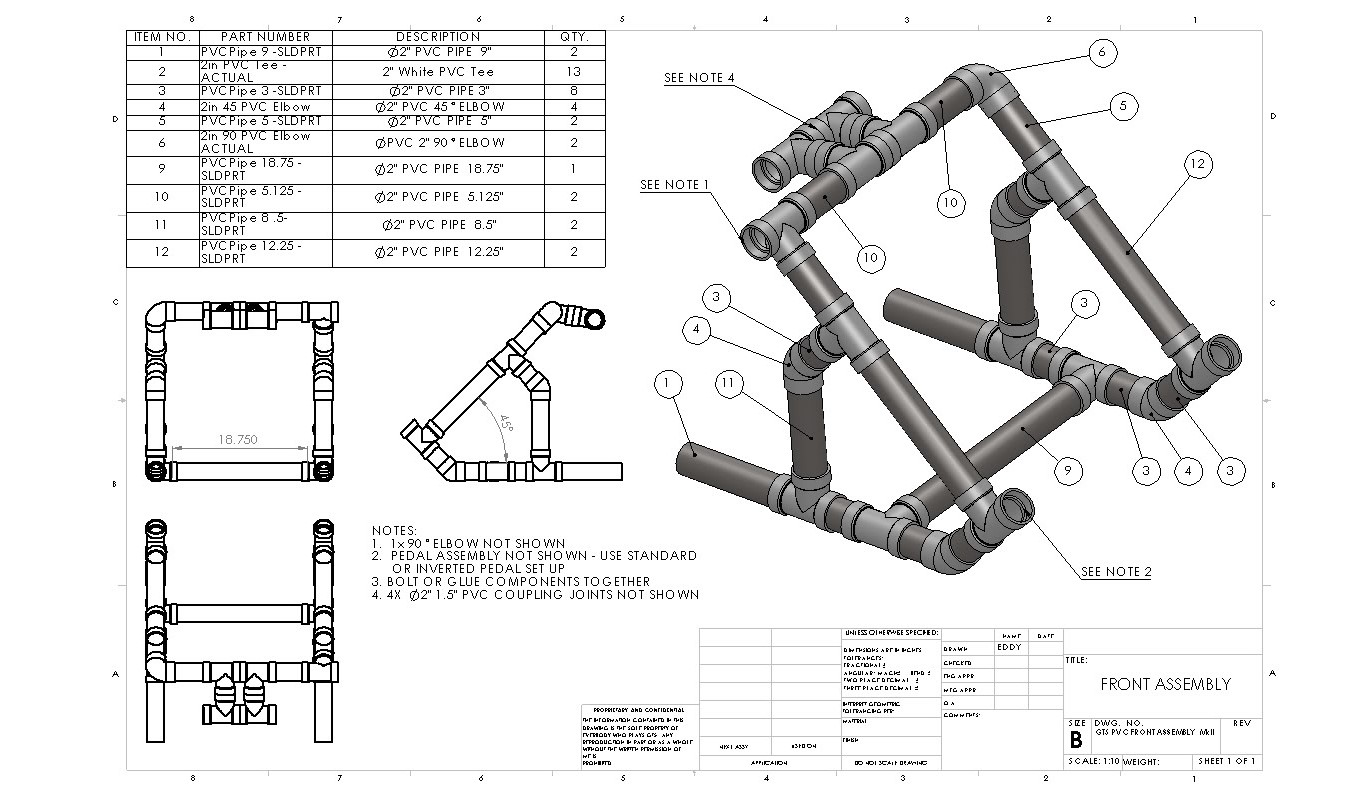 8 7 6 5 4 3 2 1
ITEM NO. PART NUMBER DESCRIPTION QTY.
1 PVCPipe 9 -SLDPRT Ø2" PVC PIPE 9" 2
2 2in PVC Tee - ACTUAL 2" White PVC Tee 13
3 PVCPipe 3 -SLDPRT Ø2" PVC PIPE 3" 8
4 2in 45 PVC Elbow Ø2" PVC 45° ELBOW 4
5 PVCPipe 5 -SLDPRT Ø2" PVC PIPE 5" 2
6 2in 90 PVC Elbow ACTUAL ØPVC 2" 90° ELBOW 2
9 PVCPipe 18.75 - SLDPRT Ø2" PVC PIPE 18.75" 1
10 PVCPipe 5.125 - SLDPRT Ø2" PVC PIPE 5.125" 2
11 PVCPipe 8 .5- SLDPRT Ø2" PVC PIPE 8.5" 2
12 PVCPipe 12.25 - SLDPRT Ø2" PVC PIPE 12.25" 2
D
D
C
C
B
B
A
A
SEE NOTE 4
6
5
12
SEE NOTE 1
10
10
3
3
4
1
11
9
3
4
3
SEE NOTE 2
18.750
45°
NOTES:
1. 1x 90° ELBOW NOT SHOWN
2. PEDAL ASSEMBLY NOT SHOWN - USE STANDARD
OR INVERTED PEDAL SET UP
3. BOLT OR GLUE COMPONENTS TOGETHER
4. 4X Ø2" 1.5" PVC COUPLING JOINTS NOT SHOWN
PROPRIETARY AND CONFIDENTIAL
THE INFORMATION CONTAINED IN THIS
DRAWING IS THE SOLE PROPERTY OF
EVERYBODY WHO PLAYS GT5. ANY
REPRODUCTION IN PART OR AS A WHOLE
WITHOUT THE WRITTEN PERMISSION OF
PROHIBITED.
NEXT ASSY USED ON
APPLICATION
UNLESS OTHERWISE SPECIFIED:
DIMENSIONS ARE IN INCHES
TOLERANCES:
FRACTIONAL ±
ANGULAR: MACH± BEND ±
TWO PLACE DECIMAL ±
THREE PLACE DECIMAL ±
INTERPRET GEOMETRIC
TOLERANCING PER:
MATERIAL
FINISH
DO NOT SCALE DRAWING
NAME DATE
DRAWN EDDY
CHECKED
ENG APPR.
MFG APPR.
Q.A.
COMMENTS:
TITLE:
FRONT ASSEMBLY
SIZE DWG. NO. REV
B GT5 PVC FRONT ASSEMBLY MkII
SCALE: 1:10 WEIGHT: SHEET 1 OF 1
8 7 6 5 4 3 2 1